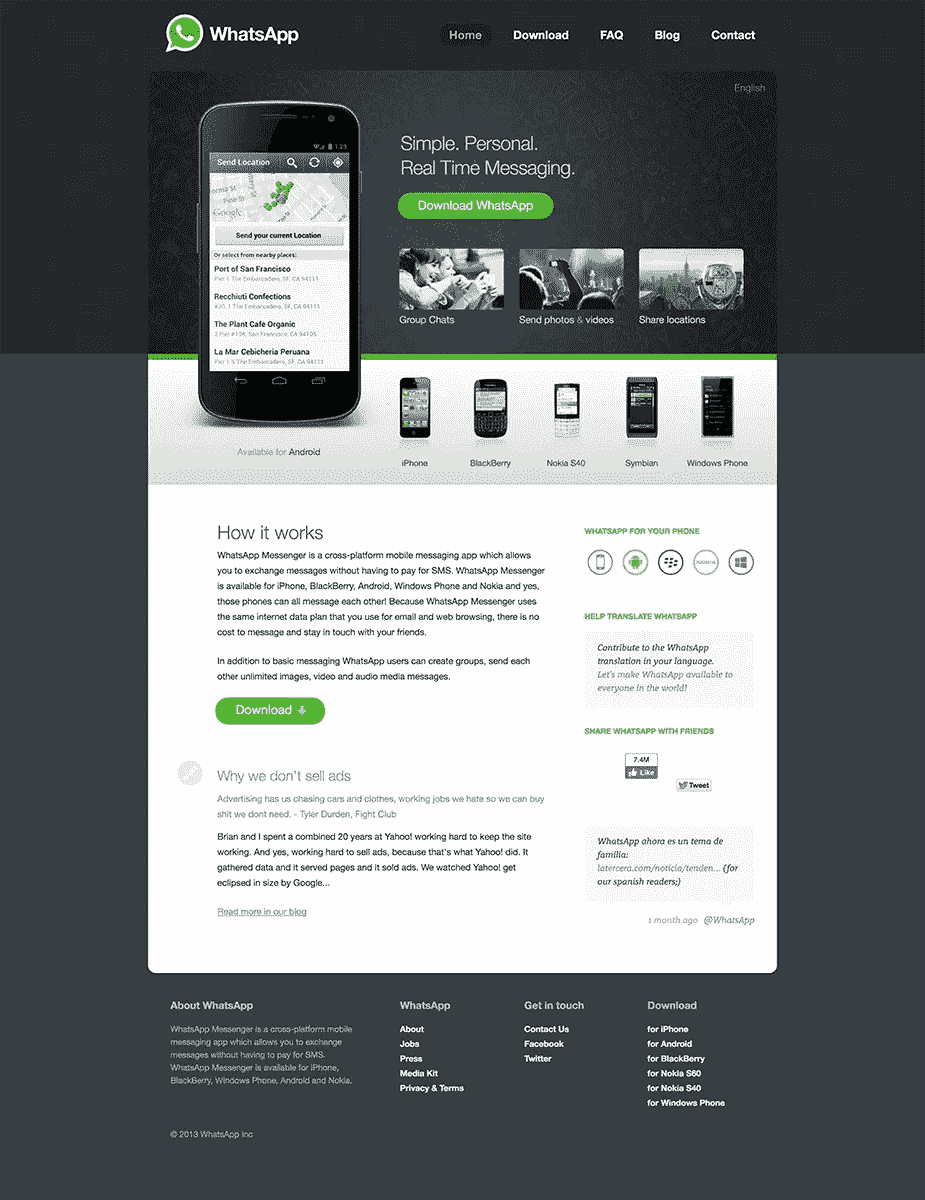 WhatsApp
Home Download FAQ Blog Contact
English
1:23
Send Location
Google
Send your current Location
Or select from nearby places:
Port of San Francisco
Pier 1 The Embarcadero, SF, CA 94111
Recchiuti Confections
#30, 1 The Embarcadero, SF, CA 94111
The Plant Cafe Organic
Pier #109, San Francisco, CA 94105
La Mar Cebicheria Peruana
Pier 1.5 The Embarcadero, SF, CA 94111
Simple. Personal.
Real Time Messaging.
Download WhatsApp
Group Chats
Send photos & videos
Share locations
Available for Android
iPhone
BlackBerry
Nokia S40
Symbian
Windows Phone
How it works
WhatsApp Messenger is a cross-platform mobile messaging app which allows
you to exchange messages without having to pay for SMS. WhatsApp Messenger
is available for iPhone, BlackBerry, Android, Windows Phone and Nokia and yes,
those phones can all message each other! Because WhatsApp Messenger uses
the same internet data plan that you use for email and web browsing, there is no
cost to message and stay in touch with your friends.
In addition to basic messaging WhatsApp users can create groups, send each
other unlimited images, video and audio media messages.
Download
Why we don't sell ads
Advertising has us chasing cars and clothes, working jobs we hate so we can buy
shit we dont need. - Tyler Durden, Fight Club
Brian and I spent a combined 20 years at Yahoo! working hard to keep the site
working. And yes, working hard to sell ads, because that's what Yahoo! did. It
gathered data and it served pages and it sold ads. We watched Yahoo! get
eclipsed in size by Google...
Read more in our blog
WHATSAPP FOR YOUR PHONE
NOKIA
HELP TRANSLATE WHATSAPP
Contribute to the WhatsApp
translation in your language.
Let's make WhatsApp available to
everyone in the world!
SHARE WHATSAPP WITH FRIENDS
7.4M
Like
Tweet
WhatsApp ahora es un tema de
familia:
latercera.com/noticia/tenden... (for
our spanish readers;)
1 month ago @WhatsApp
About WhatsApp
WhatsApp Messenger is a cross-platform mobile
messaging app which allows you to exchange
messages without having to pay for SMS.
WhatsApp Messenger is available for iPhone,
BlackBerry, Windows Phone, Android and Nokia.
WhatsApp
About
Jobs
Press
Media Kit
Privacy & Terms
Get in touch
Contact Us
Facebook
Twitter
Download
for iPhone
for Android
for BlackBerry
for Nokia S60
for Nokia S40
for Windows Phone
© 2013 WhatsApp Inc